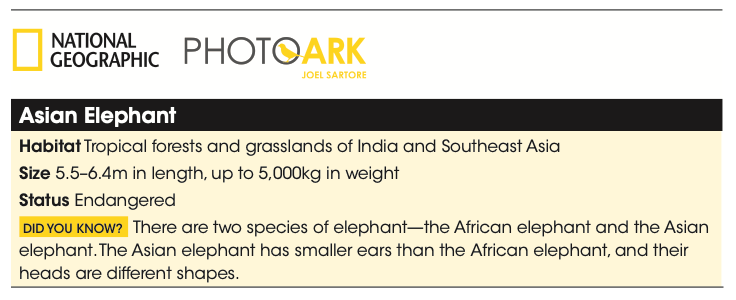 NATIONAL
GEOGRAPHIC
PHOTOARK
JOEL SARTORE
Asian Elephant
Habitat Tropical forests and grasslands of India and Southeast Asia
Size 5.5–6.4m in length, up to 5,000kg in weight
Status Endangered
DID YOU KNOW? There are two species of elephant—the African elephant and the Asian
elephant. The Asian elephant has smaller ears than the African elephant, and their
heads are different shapes.